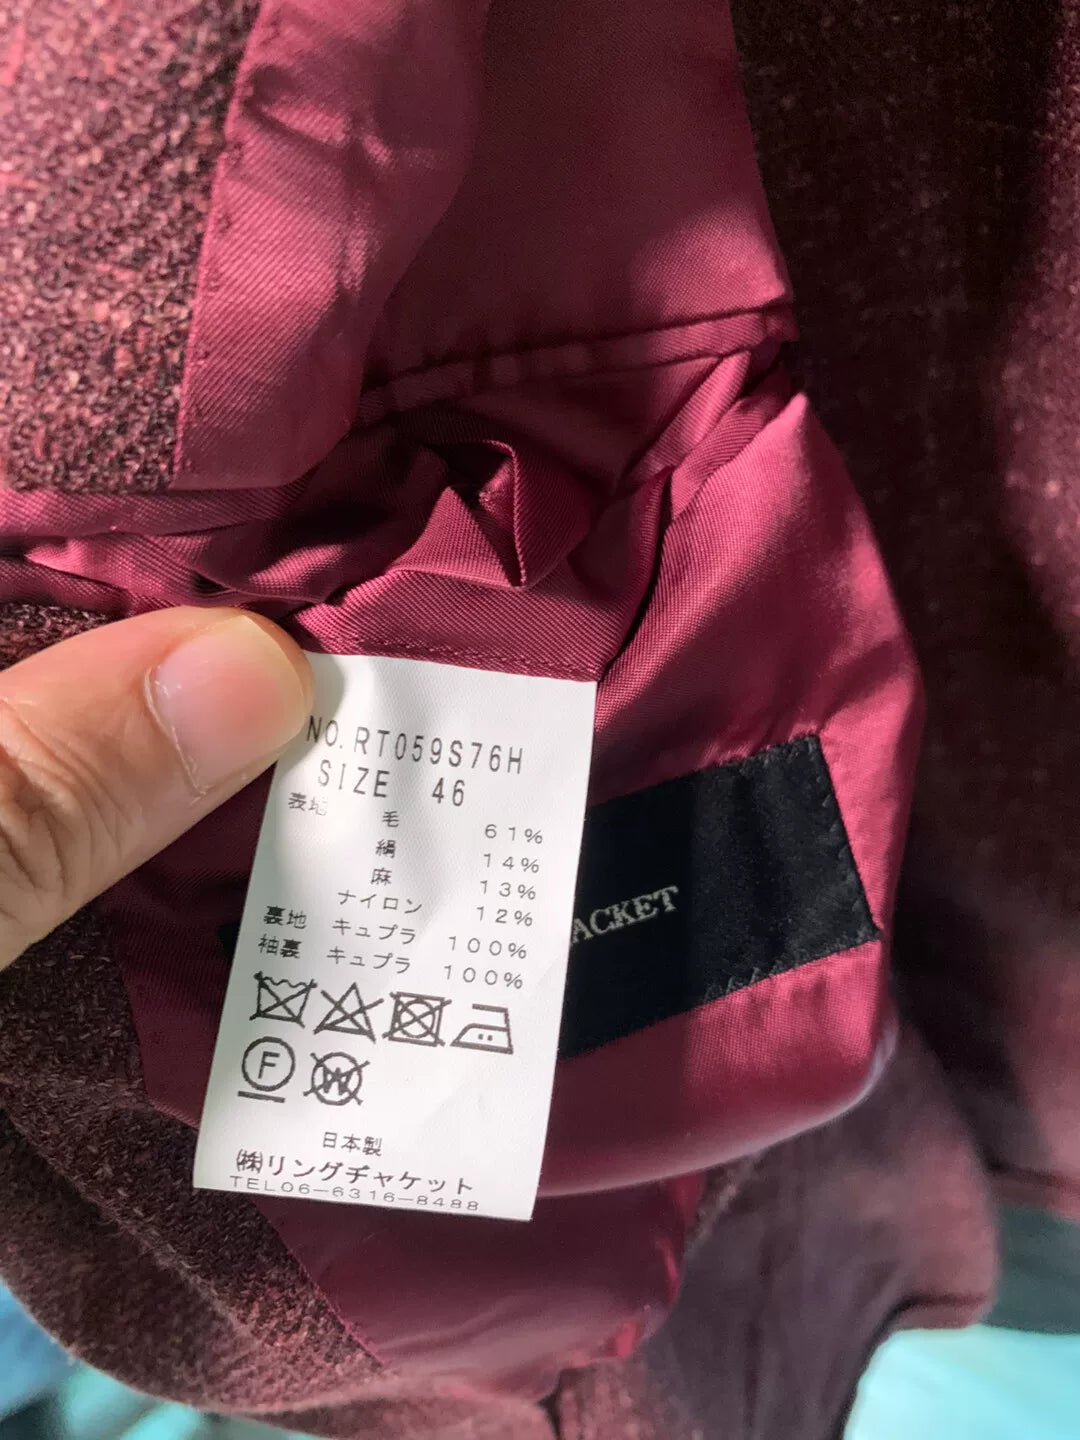 NO.RT059S76H
SIZE 46
表地 毛 61%
絹 14%
麻 13%
ナイロン 12%
裏地 キュプラ 100%
袖裏 キュプラ 100%
F W
日本製
㈱リングヂャケット
TEL06-6316-8488
ACKET